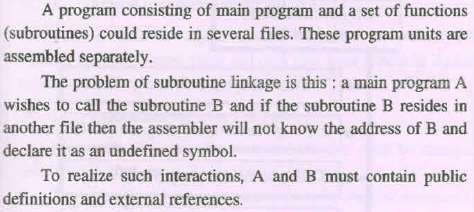 A program consisting of main program and a set of functions
(subroutines) could reside in several files. These program units are
assembled separately.
The problem of subroutine linkage is this : a main program A
wishes to call the subroutine B and if the subroutine B resides in
another file then the assembler will not know the address of B and
declare it as an undefined symbol.
To realize such interactions, A and B must contain public
definitions and external references.